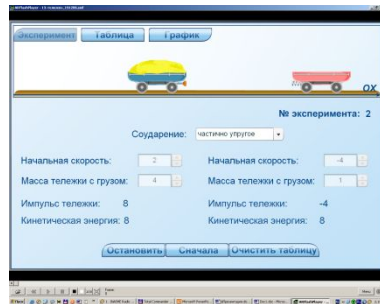 Эксперимент Таблица График
OX
№ эксперимента: 2
Соударение: частично упругое
Начальная скорость: 2 Начальная скорость: -4
Масса тележки с грузом: 4 Масса тележки с грузом: 1
Импульс тележки: 8 Импульс тележки: -4
Кинетическая энергия: 8 Кинетическая энергия: 8
Остановить Сначала Очистить таблицу